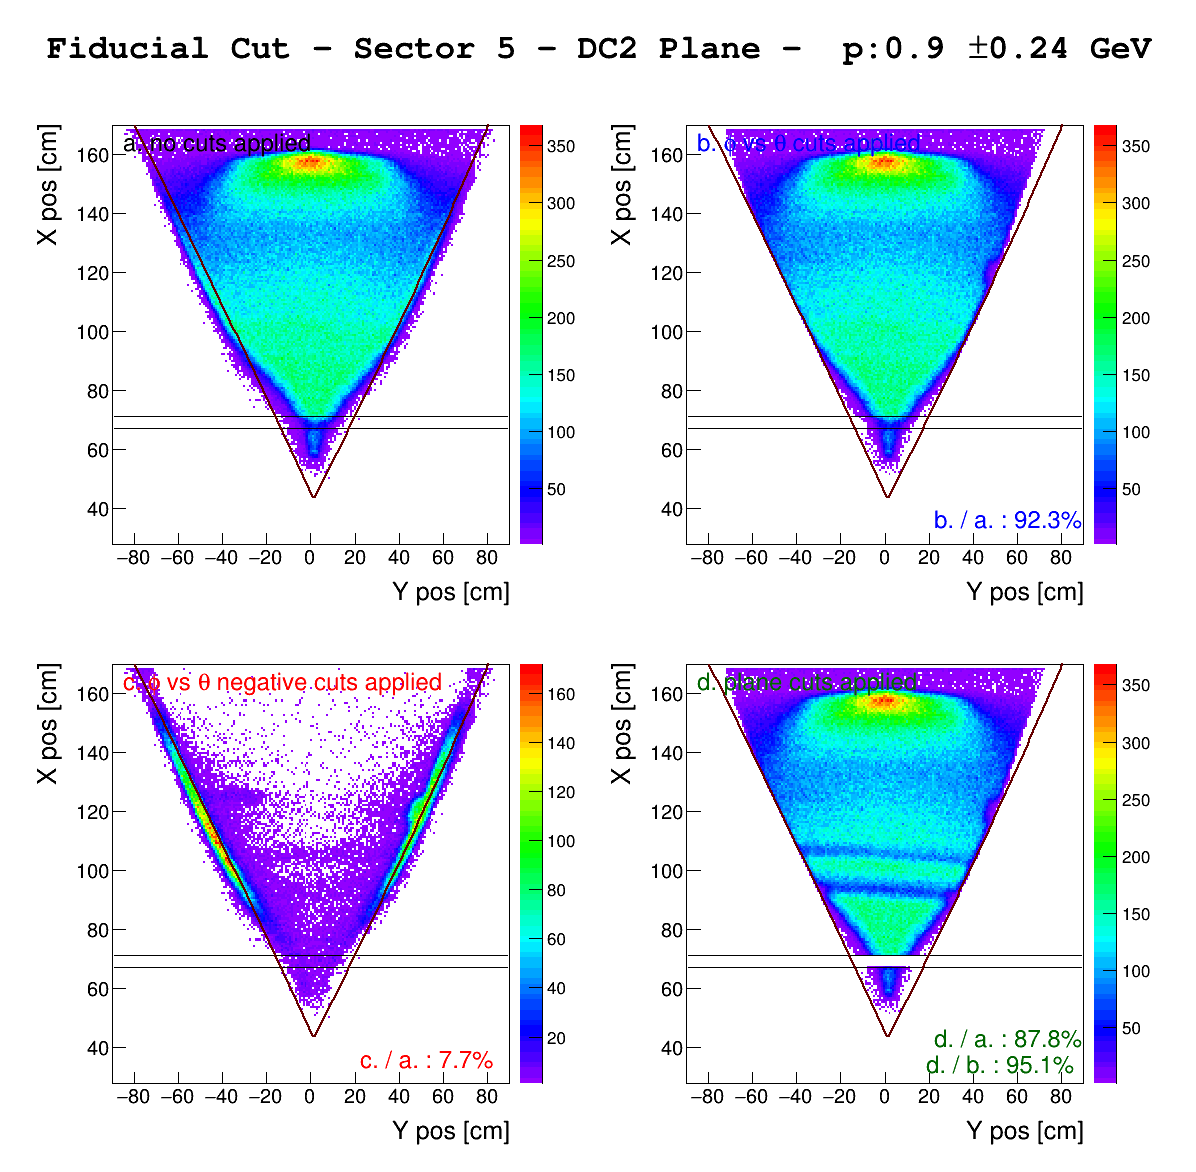 Fiducial Cut - Sector 5 - DC2 Plane - p:0.9 ±0.24 GeV
X pos [cm]
a. no cuts applied
160
140
120
100
80
60
40
−80 −60 −40 −20 0 20 40 60 80
Y pos [cm]
350
300
250
200
150
100
50
X pos [cm]
b. ϕ vs θ cuts applied
160
140
120
100
80
60
40
b. / a. : 92.3%
−80 −60 −40 −20 0 20 40 60 80
Y pos [cm]
350
300
250
200
150
100
50
X pos [cm]
c. ϕ vs θ negative cuts applied
160
140
120
100
80
60
40
c. / a. : 7.7%
−80 −60 −40 −20 0 20 40 60 80
Y pos [cm]
160
140
120
100
80
60
40
20
X pos [cm]
d. plane cuts applied
160
140
120
100
80
60
40
d. / a. : 87.8%
d. / b. : 95.1%
−80 −60 −40 −20 0 20 40 60 80
Y pos [cm]
350
300
250
200
150
100
50